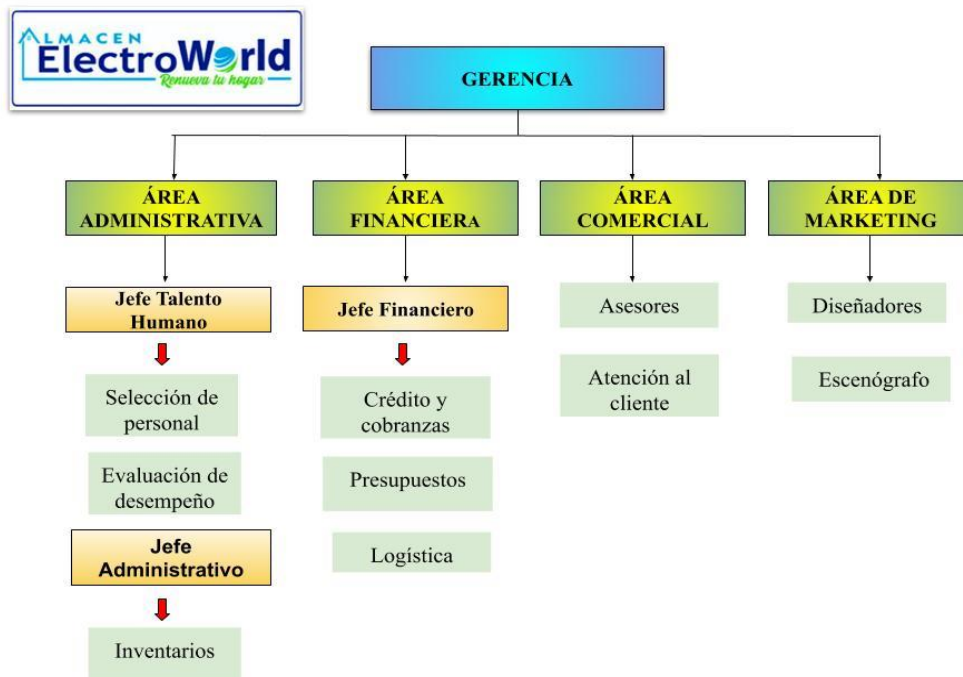 ALMACEN
ElectroWorld
Renueva tu hogar
GERENCIA
ÁREA
ADMINISTRATIVA
ÁREA
FINANCIERA
ÁREA
COMERCIAL
ÁREA DE
MARKETING
Jefe Talento
Humano
Selección de
personal
Evaluación de
desempeño
Jefe
Administrativo
Inventarios
Jefe Financiero
Crédito y
cobranzas
Presupuestos
Logística
Asesores
Atención al
cliente
Diseñadores
Escenógrafo